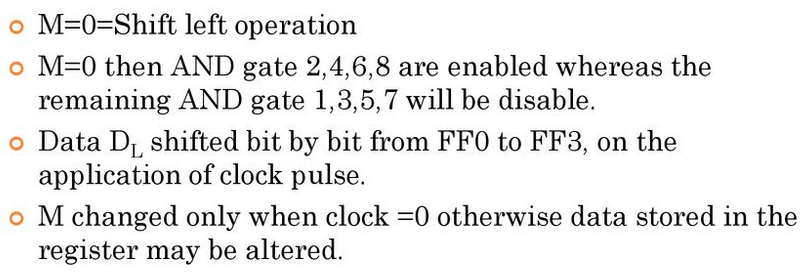 M=0=Shift left operation
M=0 then AND gate 2,4,6,8 are enabled whereas the
remaining AND gate 1,3,5,7 will be disable.
Data D_L shifted bit by bit from FF0 to FF3, on the
application of clock pulse.
M changed only when clock =0 otherwise data stored in the
register may be altered.